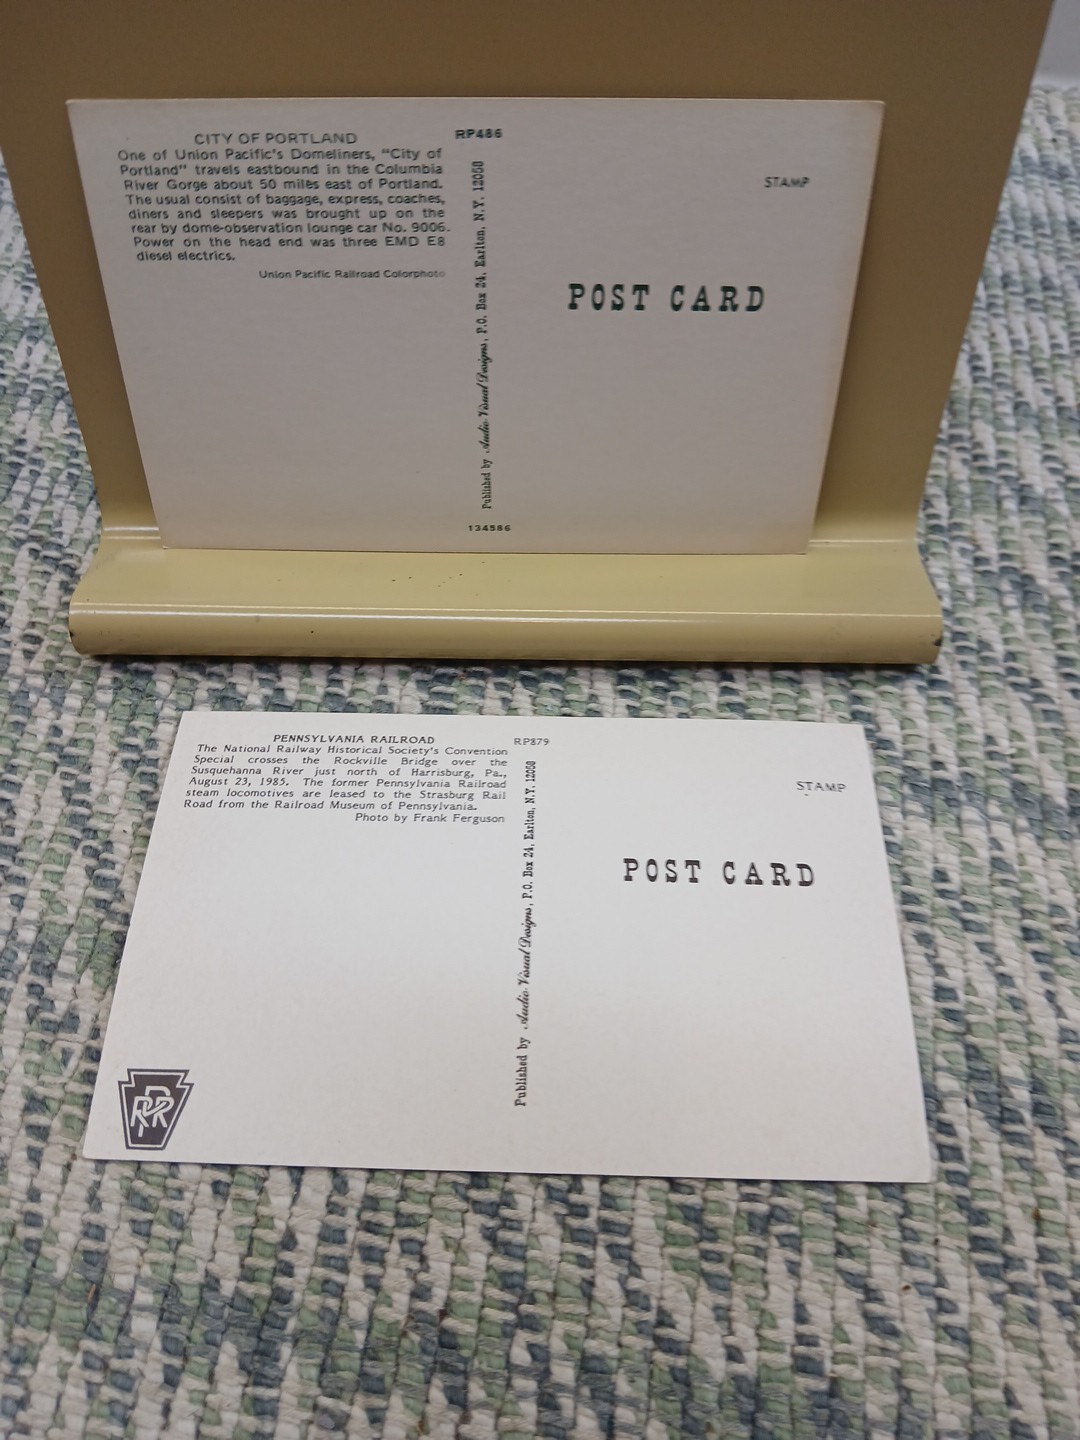 CITY OF PORTLAND
One of Union Pacific's Domeliners, "City of
Portland" travels eastbound in the Columbia
River Gorge about 50 miles east of Portland.
The usual consist of baggage, express, coaches,
diners and sleepers was brought up on the
rear by dome-observation lounge car No. 9006.
Power on the head end was three EMD E8
diesel electrics.
Union Pacific Railroad Colorphoto
RP486
Published by Audio-Visual Designs, P.O. Box 24, Earlton, N.Y. 12058
134586
STAMP
POST CARD
PENNSYLVANIA RAILROAD
The National Railway Historical Society's Convention
Special crosses the Rockville Bridge over the
Susquehanna River just north of Harrisburg, Pa.,
August 23, 1985. The former Pennsylvania Railroad
steam locomotives are leased to the Strasburg Rail
Road from the Railroad Museum of Pennsylvania.
Photo by Frank Ferguson
PRR
RP879
Published by Audio-Visual Designs, P.O. Box 24, Earlton, N.Y. 12058
STAMP
POST CARD